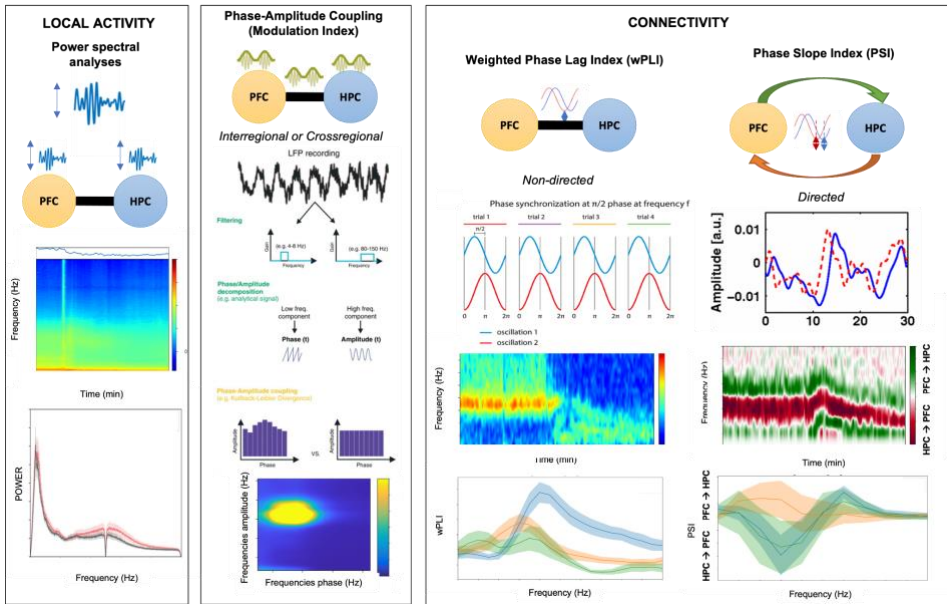 LOCAL ACTIVITY
Power spectral
analyses
PFC
HPC
Frequency (Hz)
Time (min)
POWER
Frequency (Hz)
Phase-Amplitude Coupling
(Modulation Index)
PFC
HPC
Interregional or Crossregional
LFP recording
Filtering
Gain
(e.g. 4-8 Hz)
Frequency
Gain
(e.g. 80-150 Hz)
Frequency
Phase/Amplitude
decomposition
(e.g. analytical signal)
Low freq.
component
High freq.
component
Phase (t)
Amplitude (t)
Phase-Amplitude coupling
(e.g. Kullback-Leibler Divergence)
Amplitude
Phase
VS
Amplitude
Phase
Frequencies amplitude (Hz)
Frequencies phase (Hz)
CONNECTIVITY
Weighted Phase Lag Index (wPLI)
PFC
HPC
Non-directed
Phase synchronization at π/2 phase at frequency f
trial 1
trial 2
trial 3
trial 4
π/2
0 π 2π
0 π 2π
0 π 2π
0 π 2π
oscillation 1
oscillation 2
Frequency (Hz)
Time (min)
wPLI
Frequency (Hz)
Phase Slope Index (PSI)
PFC
HPC
Directed
Amplitude [a.u.]
0.01
0
−0.01
0 10 20 30
Frequency (Hz)
HPC → PFC PFC → HPC
Time (min)
PSI
HPC → PFC PFC → HPC
Frequency (Hz)